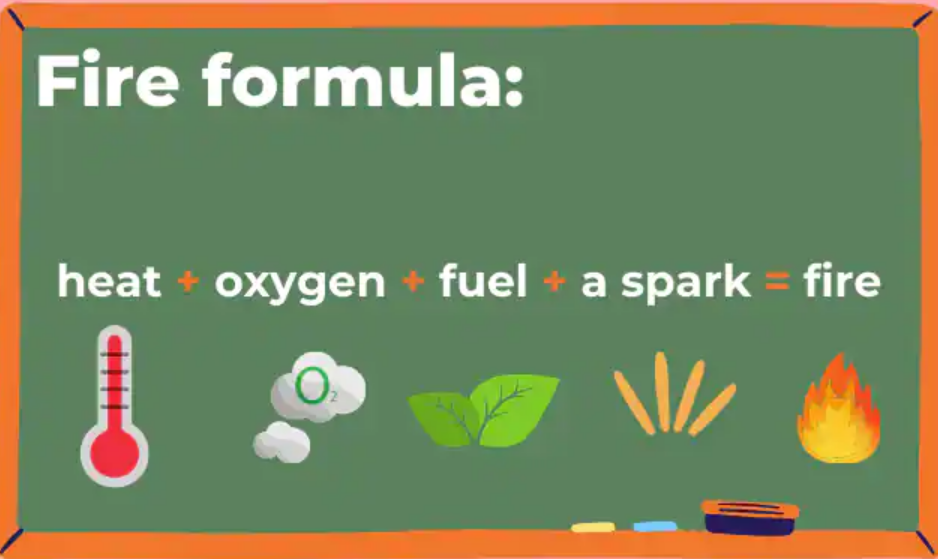 Fire formula:
heat + oxygen + fuel + a spark = fire
O₂